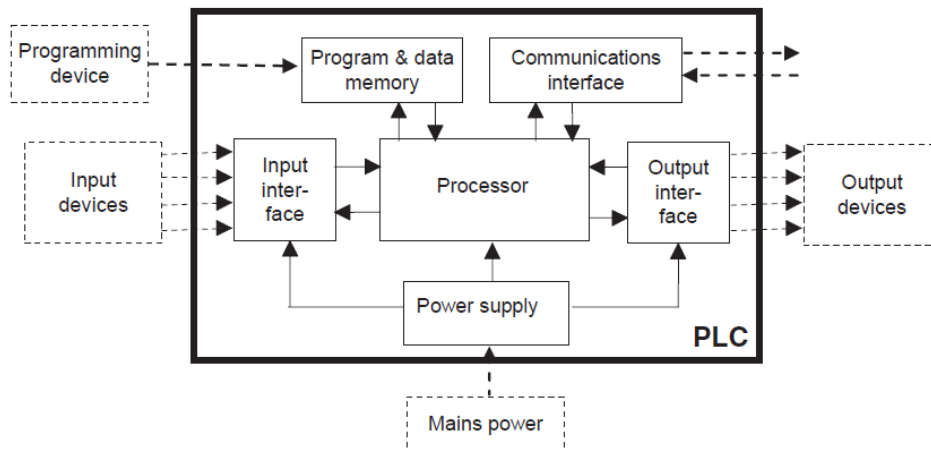 Programming
device
Program & data
memory
Communications
interface
Input
devices
Input
inter-
face
Processor
Output
inter-
face
Output
devices
Power supply
PLC
Mains power